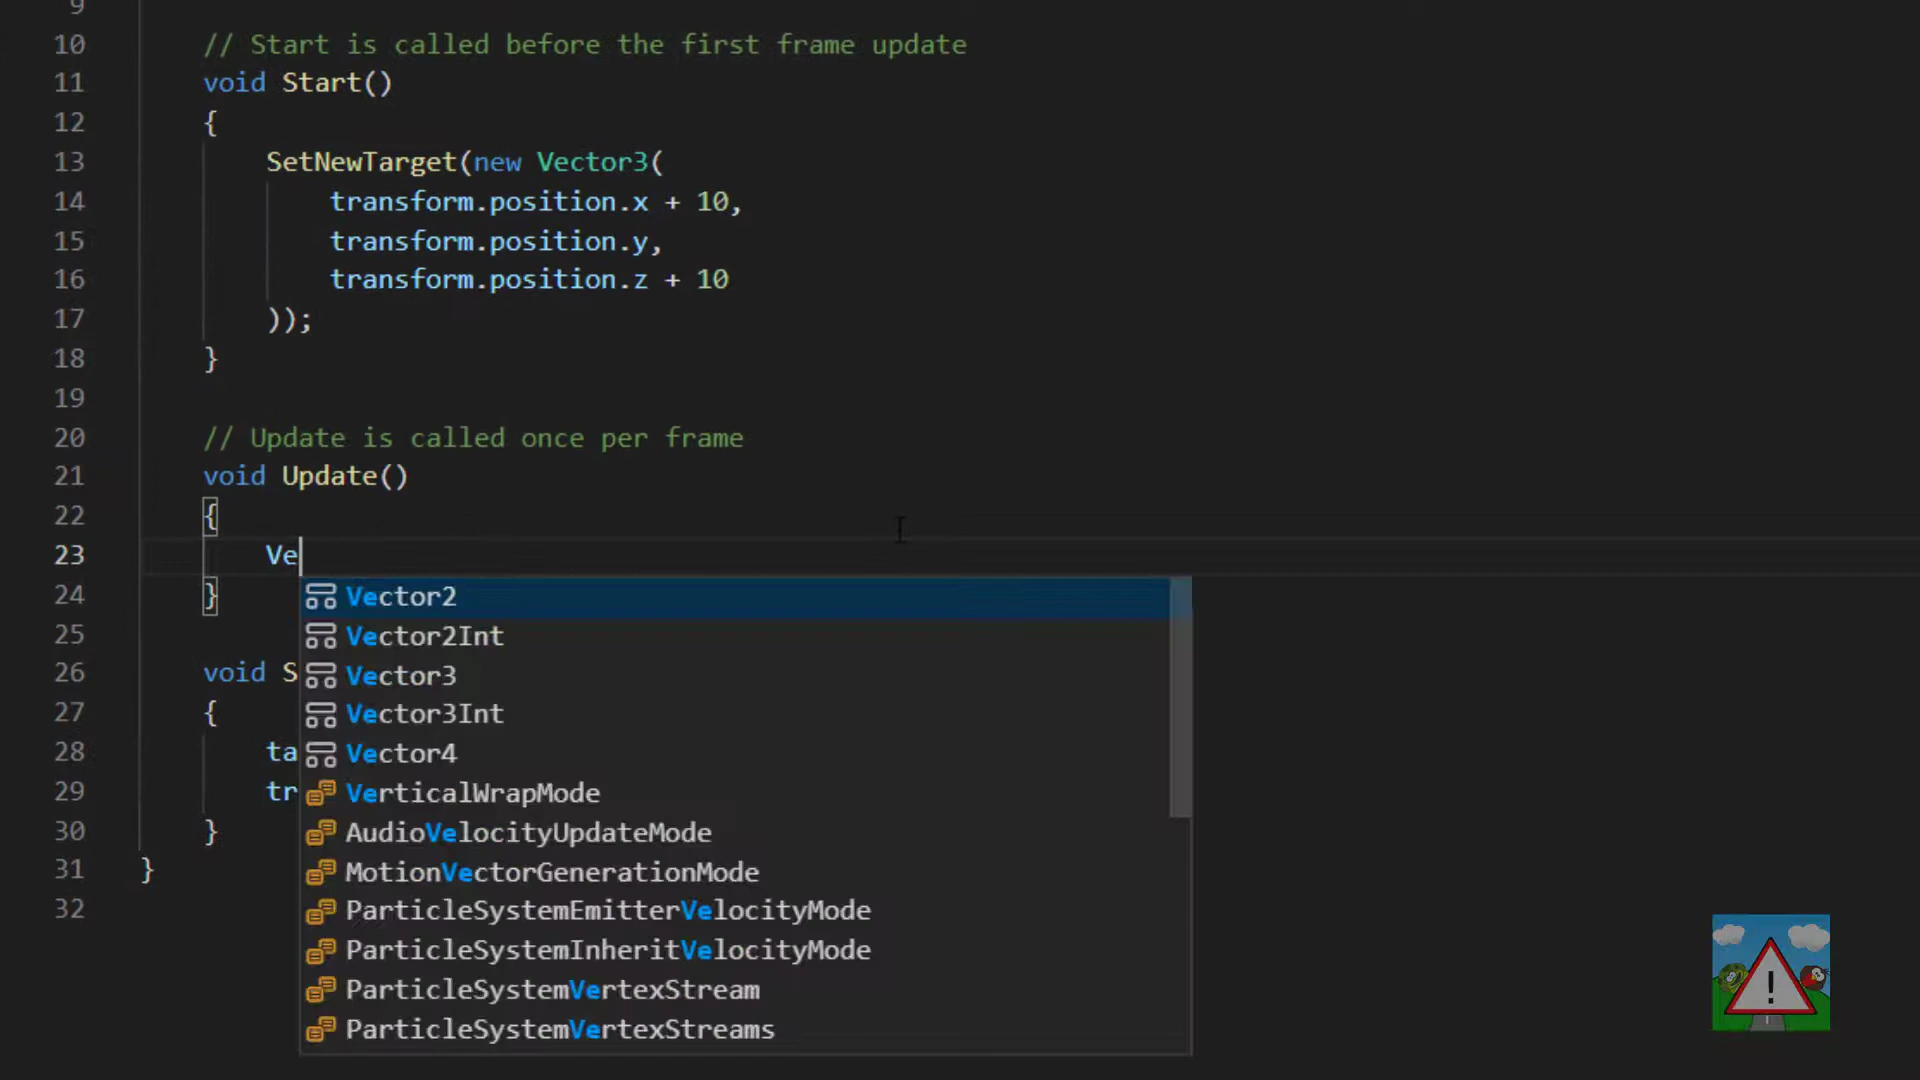 9
10 // Start is called before the first frame update
11 void Start()
12 {
13 SetNewTarget(new Vector3(
14 transform.position.x + 10,
15 transform.position.y,
16 transform.position.z + 10
17 ));
18 }
19
20 // Update is called once per frame
21 void Update()
22 {
23 Ve
24 }
Vector2
25 Vector2Int
26 void S
Vector3
27 {
Vector3Int
28 ta
Vector4
29 tr
VerticalWrapMode
30 }
AudioVelocityUpdateMode
31 }
MotionVectorGenerationMode
32
ParticleSystemEmitterVelocityMode
ParticleSystemInheritVelocityMode
ParticleSystemVertexStream
ParticleSystemVertexStreams
!